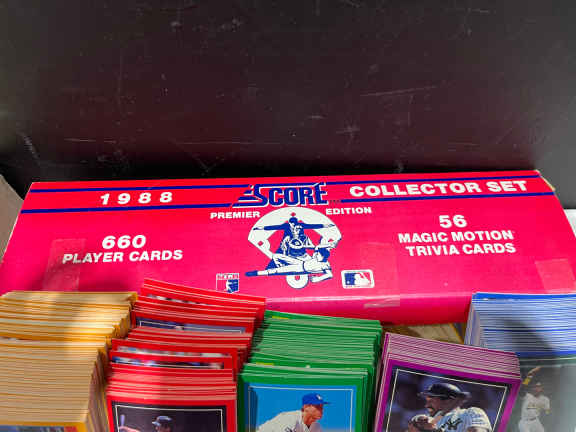 1988 SCORE COLLECTOR SET
PREMIER EDITION
660
PLAYER CARDS
56
MAGIC MOTION
TRIVIA CARDS